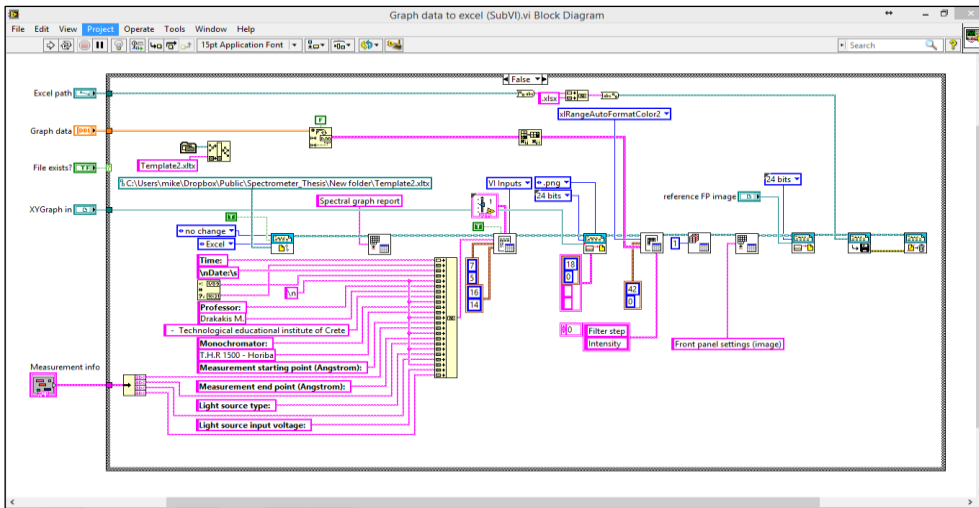 Graph data to excel (SubVI).vi Block Diagram
File Edit View Project Operate Tools Window Help
15pt Application Font
Search
False
Excel path
.xlsx
xlRangeAutoFormatColor2
Graph data
F
24 bits
File exists?
Template2.xltx
C:\Users\mike\Dropbox\Public\Spectrometer_Thesis\New folder\Template2.xltx
VI Inputs
.png
Spectral graph report
24 bits
reference FP image
XYGraph in
no change
Excel
1
Time:
\nDate:\s
\n
7
5
16
14
18
0
42
0
Professor:
Drakakis M.
- Technological educational institute of Crete
Monochromator:
T.H.R 1500 - Horiba
0
Filter step
Intensity
Front panel settings (image)
Measurement starting point (Angstrom):
Measurement info
Measurement end point (Angstrom):
Light source type:
Light source input voltage: